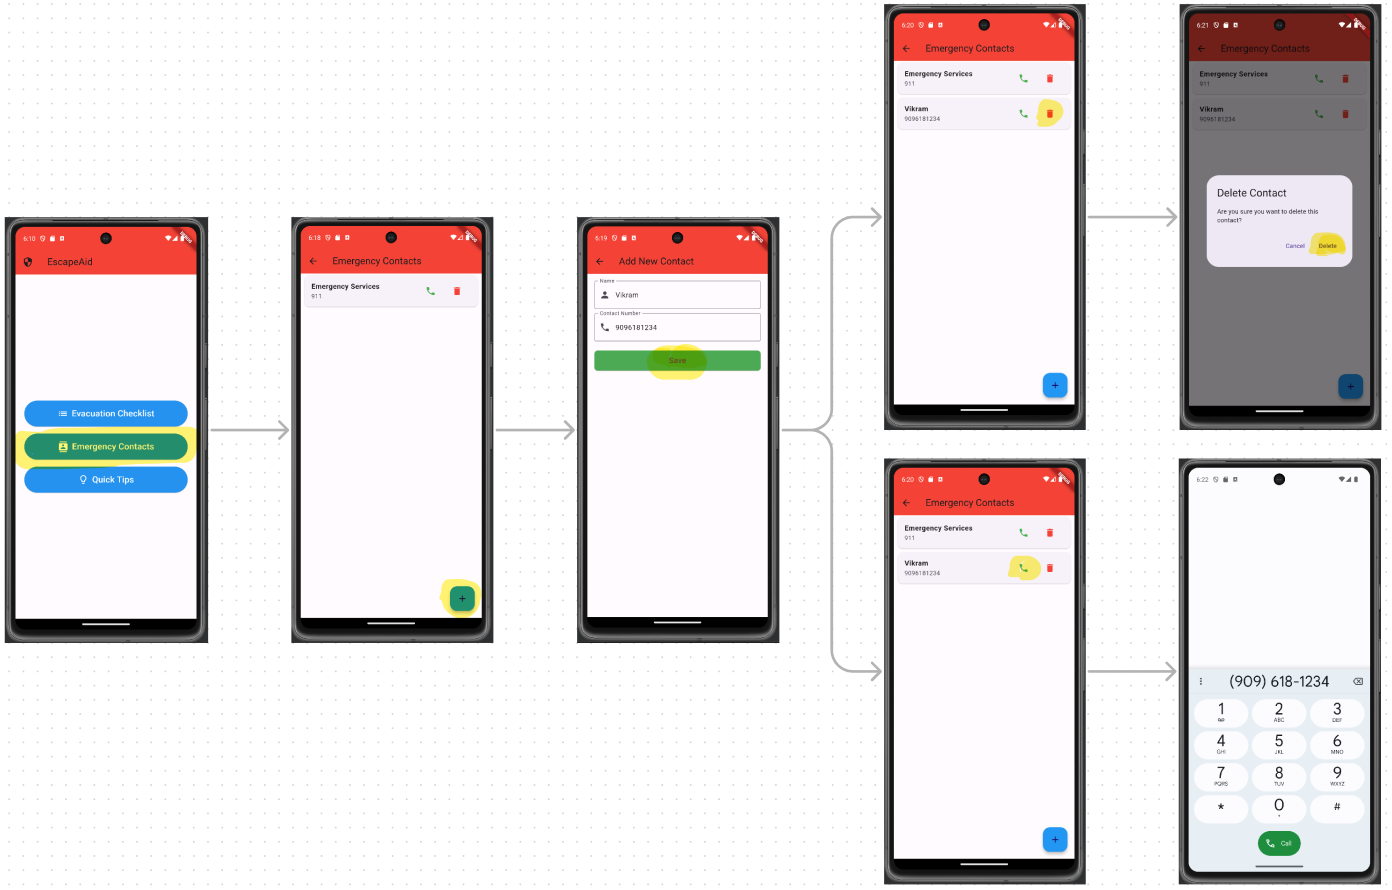 6:10
EscapeAid
Evacuation Checklist
Emergency Contacts
Quick Tips
6:18
Emergency Contacts
Emergency Services
911
+
6:19
Add New Contact
Name
Vikram
Contact Number
9096181234
Save
6:20
Emergency Contacts
Emergency Services
911
Vikram
9096181234
+
6:21
Emergency Contacts
Emergency Services
911
Vikram
9096181234
Delete Contact
Are you sure you want to delete this
contact?
Cancel Delete
+
6:20
Emergency Contacts
Emergency Services
911
Vikram
9096181234
+
6:22
(909) 618-1234
1 2 3
ABC DEF
4 5 6
GHI JKL MNO
7 8 9
PQRS TUV WXYZ
* 0 #
+
Call